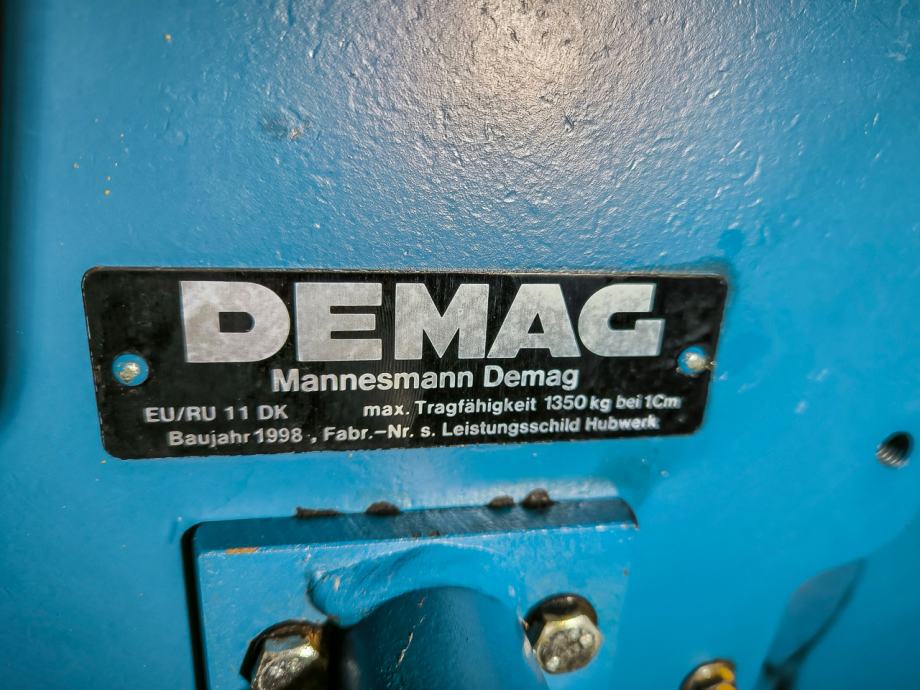 DEMAG
Mannesmann Demag
EU/RU 11 DK max. Tragfähigkeit 1350 kg bei 1Cm
Baujahr 1998 , Fabr.-Nr. s. Leistungsschild Hubwerk